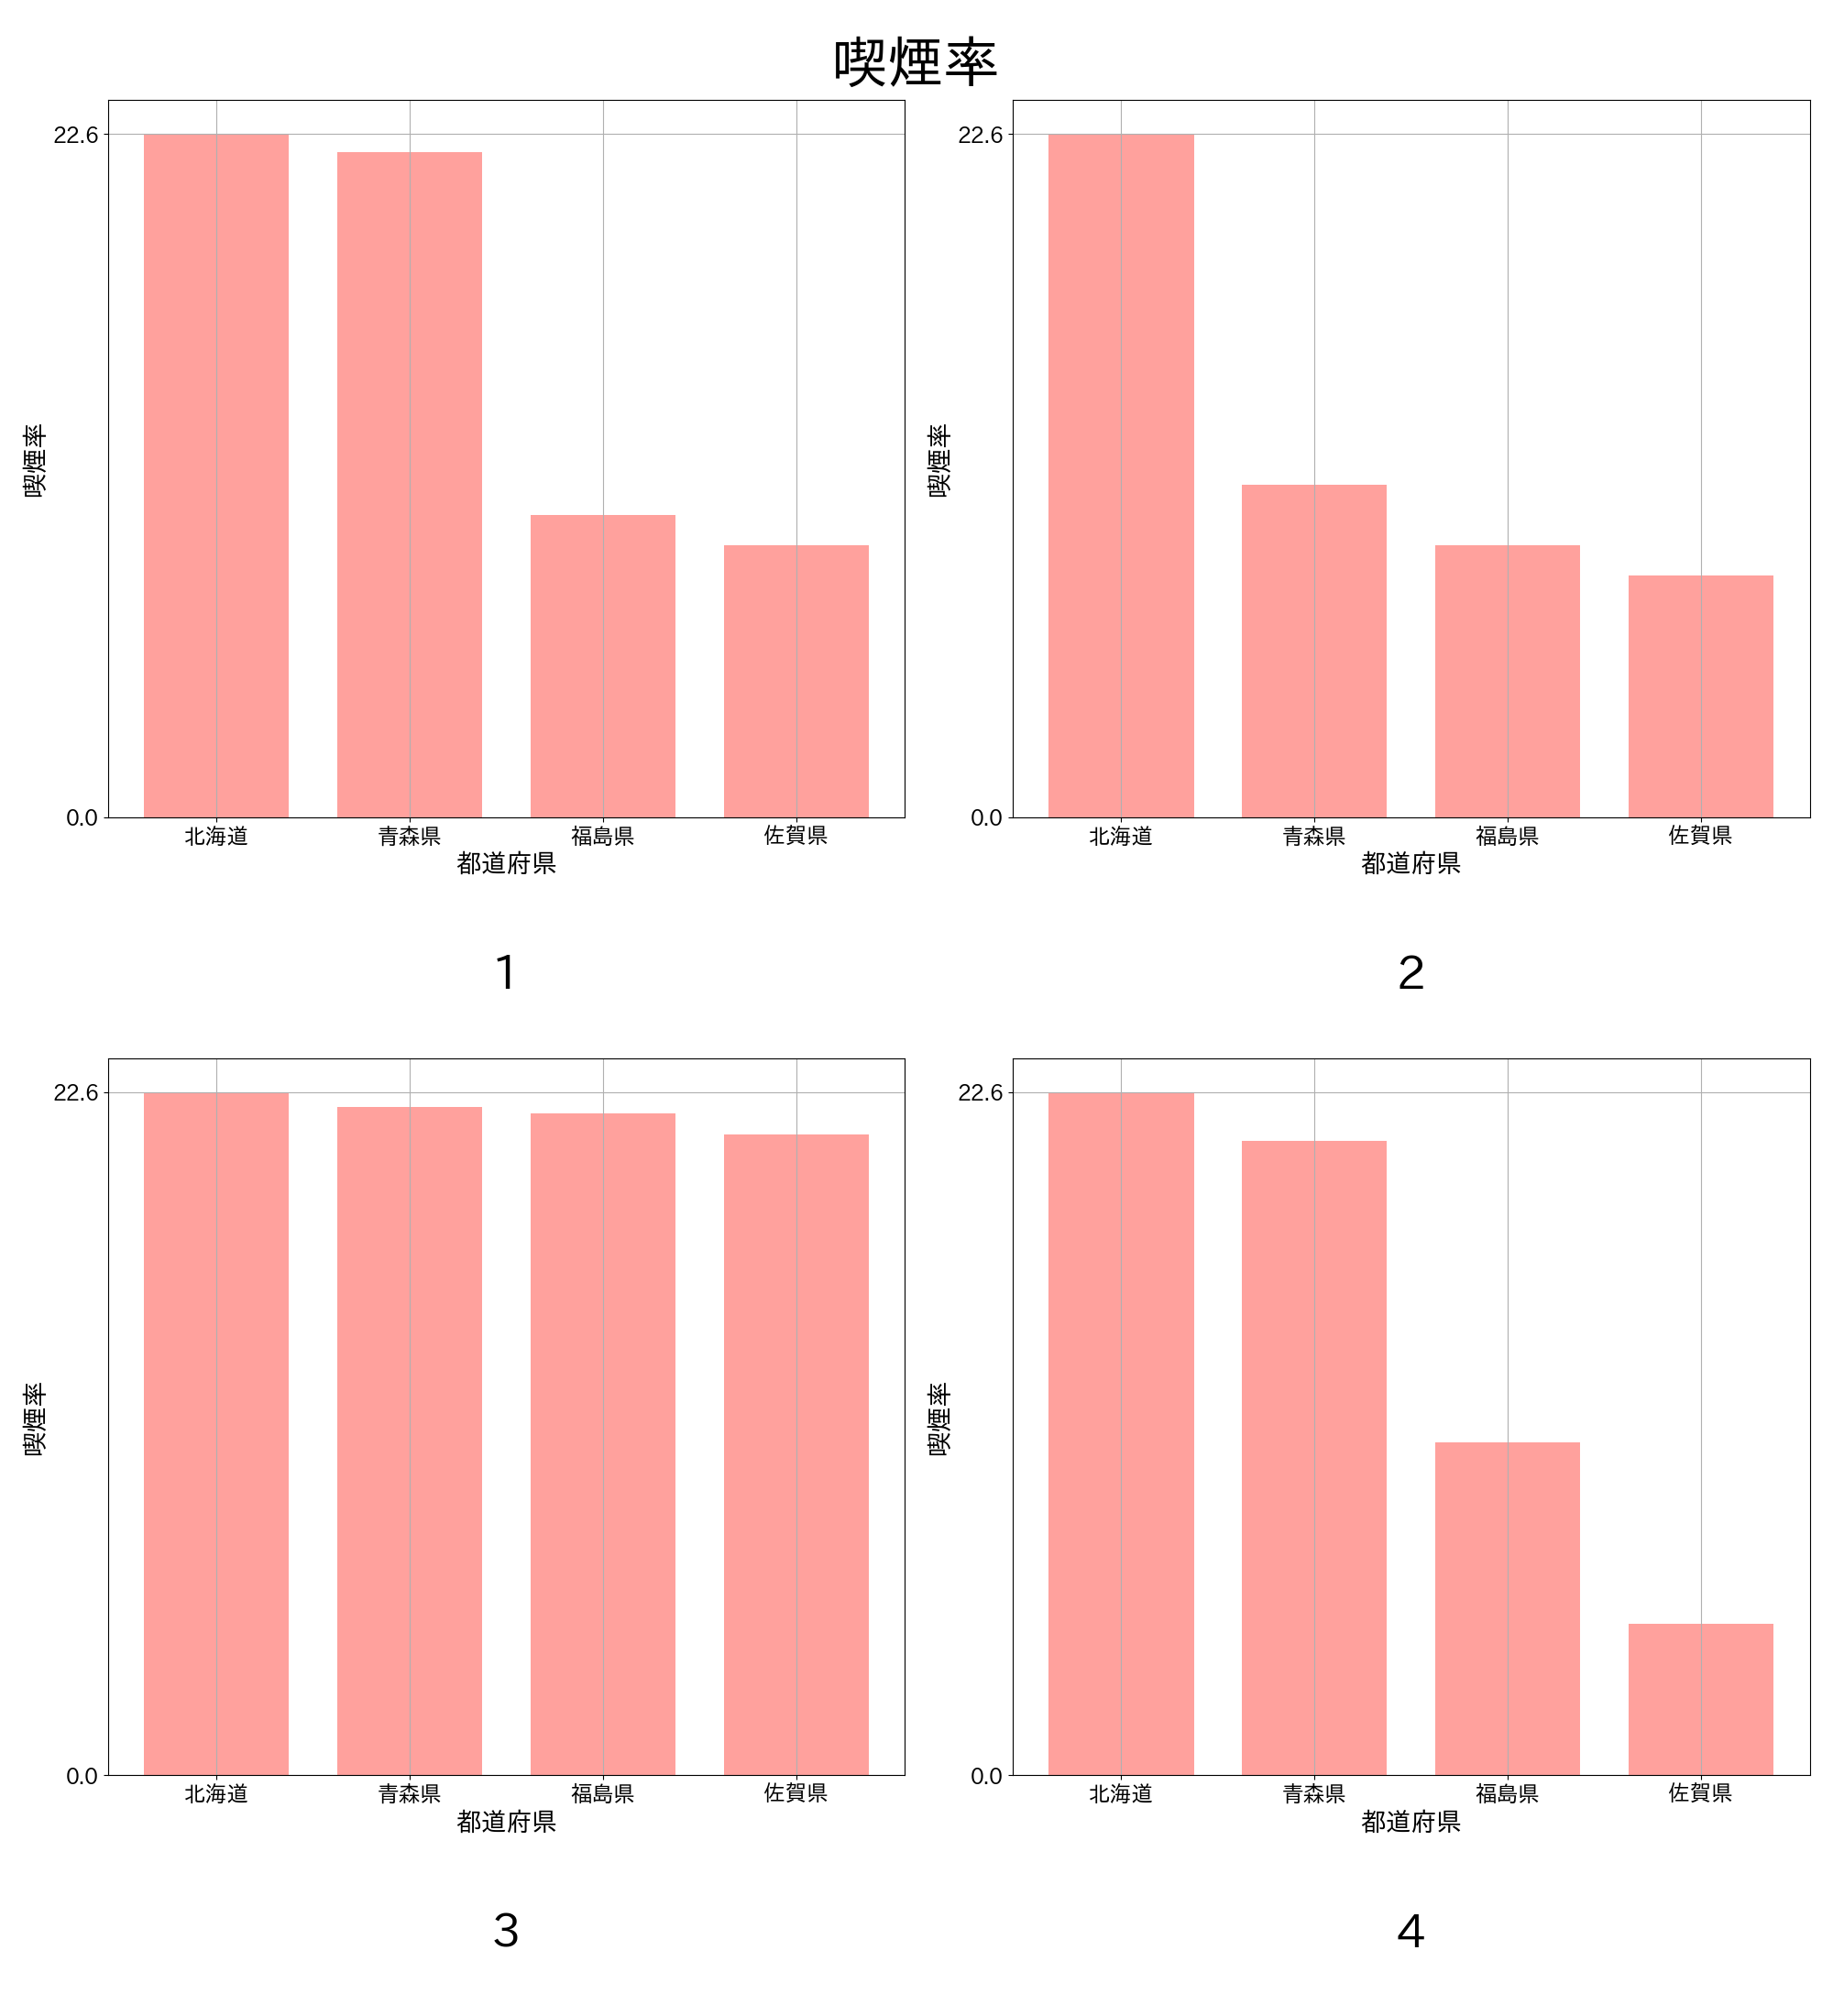 喫煙率
22.6
0.0
喫煙率
北海道 青森県 福島県 佐賀県
都道府県
1
22.6
0.0
喫煙率
北海道 青森県 福島県 佐賀県
都道府県
2
22.6
0.0
喫煙率
北海道 青森県 福島県 佐賀県
都道府県
3
22.6
0.0
喫煙率
北海道 青森県 福島県 佐賀県
都道府県
4